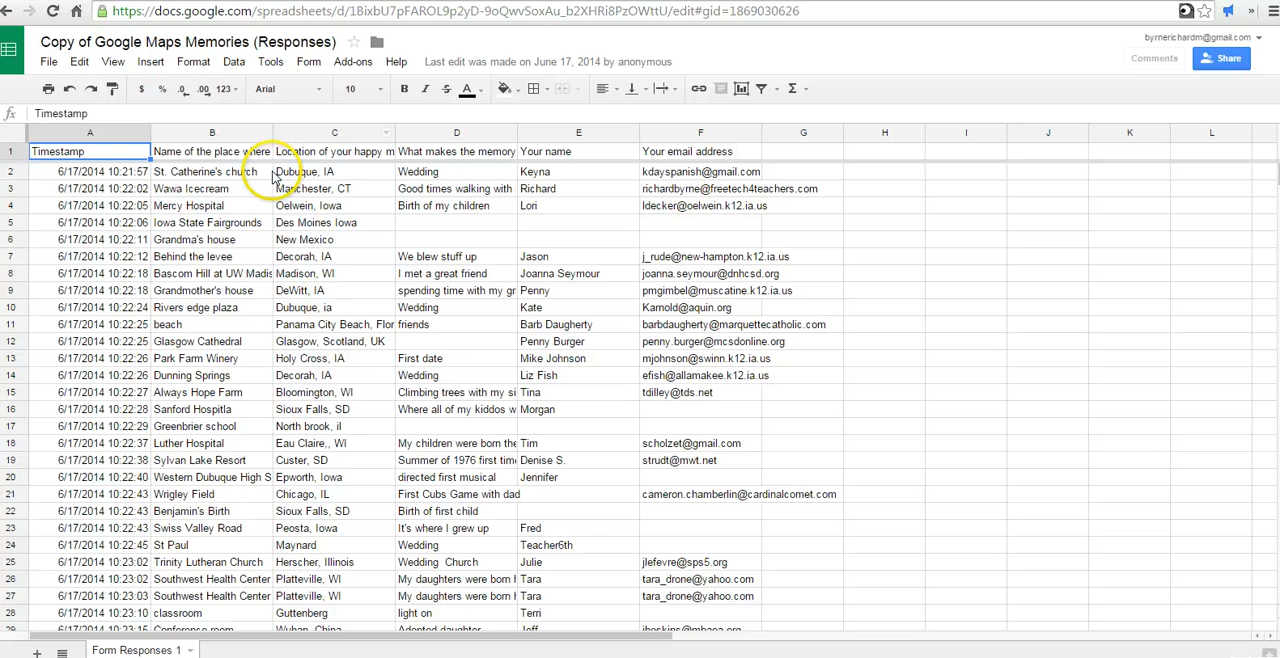 https://docs.google.com/spreadsheets/d/1BixbU7pFAROL9p2yD-9oQwvSoxAu_b2XHRi8PzOWttU/edit#gid=1869030626
Copy of Google Maps Memories (Responses)
byrnerichardm@gmail.com
File Edit View Insert Format Data Tools Form Add-ons Help Last edit was made on June 17, 2014 by anonymous
Comments Share
$ % .0 .00 123 Arial 10 B I S A Σ
fx Timestamp
A B C D E F G H I J K L
1 Timestamp Name of the place where Location of your happy m What makes the memory Your name Your email address
2 6/17/2014 10:21:57 St. Catherine's church Dubuque, IA Wedding Keyna kdayspanish@gmail.com
3 6/17/2014 10:22:02 Wawa Icecream Manchester, CT Good times walking with Richard richardbyrne@freetech4teachers.com
4 6/17/2014 10:22:05 Mercy Hospital Oelwein, Iowa Birth of my children Lori ldecker@oelwein.k12.ia.us
5 6/17/2014 10:22:06 Iowa State Fairgrounds Des Moines Iowa
6 6/17/2014 10:22:11 Grandma's house New Mexico
7 6/17/2014 10:22:12 Behind the levee Decorah, IA We blew stuff up Jason j_rude@new-hampton.k12.ia.us
8 6/17/2014 10:22:14 Bascom Hill at UW Madis Madison, WI I met a great friend Joanna Seymour joanna.seymour@dnhcsd.org
9 6/17/2014 10:22:18 Grandmother's house DeWitt, IA spending time with my gr Penny pmgimbel@muscatine.k12.ia.us
10 6/17/2014 10:22:24 Rivers edge plaza Dubuque, ia Wedding Kate Karnold@aquin.org
11 6/17/2014 10:22:25 beach Panama City Beach, Flor friends Barb Daugherty barbdaugherty@marquettecatholic.com
12 6/17/2014 10:22:25 Glasgow Cathedral Glasgow, Scotland, UK Penny Burger penny.burger@mcsdonline.org
13 6/17/2014 10:22:26 Park Farm Winery Holy Cross, IA First date Mike Johnson mjohnson@swinn.k12.ia.us
14 6/17/2014 10:22:26 Dunning Springs Decorah, IA Wedding Liz Fish efish@allamakee.k12.ia.us
15 6/17/2014 10:22:27 Always Hope Farm Bloomington, WI Climbing trees with my si Tina tdilley@tds.net
16 6/17/2014 10:22:28 Sanford Hospitla Sioux Falls, SD Where all of my kiddos w Morgan
17 6/17/2014 10:22:29 Greenbrier school North brook, il
18 6/17/2014 10:22:37 Luther Hospital Eau Claire,, WI My children were born the Tim scholzet@gmail.com
19 6/17/2014 10:22:38 Sylvan Lake Resort Custer, SD Summer of 1976 first time Denise S. strudt@mwt.net
20 6/17/2014 10:22:40 Western Dubuque High S Epworth, Iowa directed first musical Jennifer
21 6/17/2014 10:22:43 Wrigley Field Chicago, IL First Cubs Game with dad cameron.chamberlin@cardinalcomet.com
22 6/17/2014 10:22:43 Benjamin's Birth Sioux Falls, SD Birth of first child
23 6/17/2014 10:22:43 Swiss Valley Road Peosta, Iowa It's where I grew up Fred
24 6/17/2014 10:22:45 St Paul Maynard Wedding Teacher6th
25 6/17/2014 10:23:02 Trinity Lutheran Church Herscher, Illinois Wedding Church Julie jlefevre@sps5.org
26 6/17/2014 10:23:02 Southwest Health Center Platteville, WI My daughters were born h Tara tara_drone@yahoo.com
27 6/17/2014 10:23:03 Southwest Health Center Platteville, WI My daughters were born h Tara tara_drone@yahoo.com
28 6/17/2014 10:23:10 classroom Guttenberg light on Terri
29 6/17/2014 10:23:15 Conference room Wuhan, China Adopted daughter Jeff jhoskins@mbaea.org
Form Responses 1